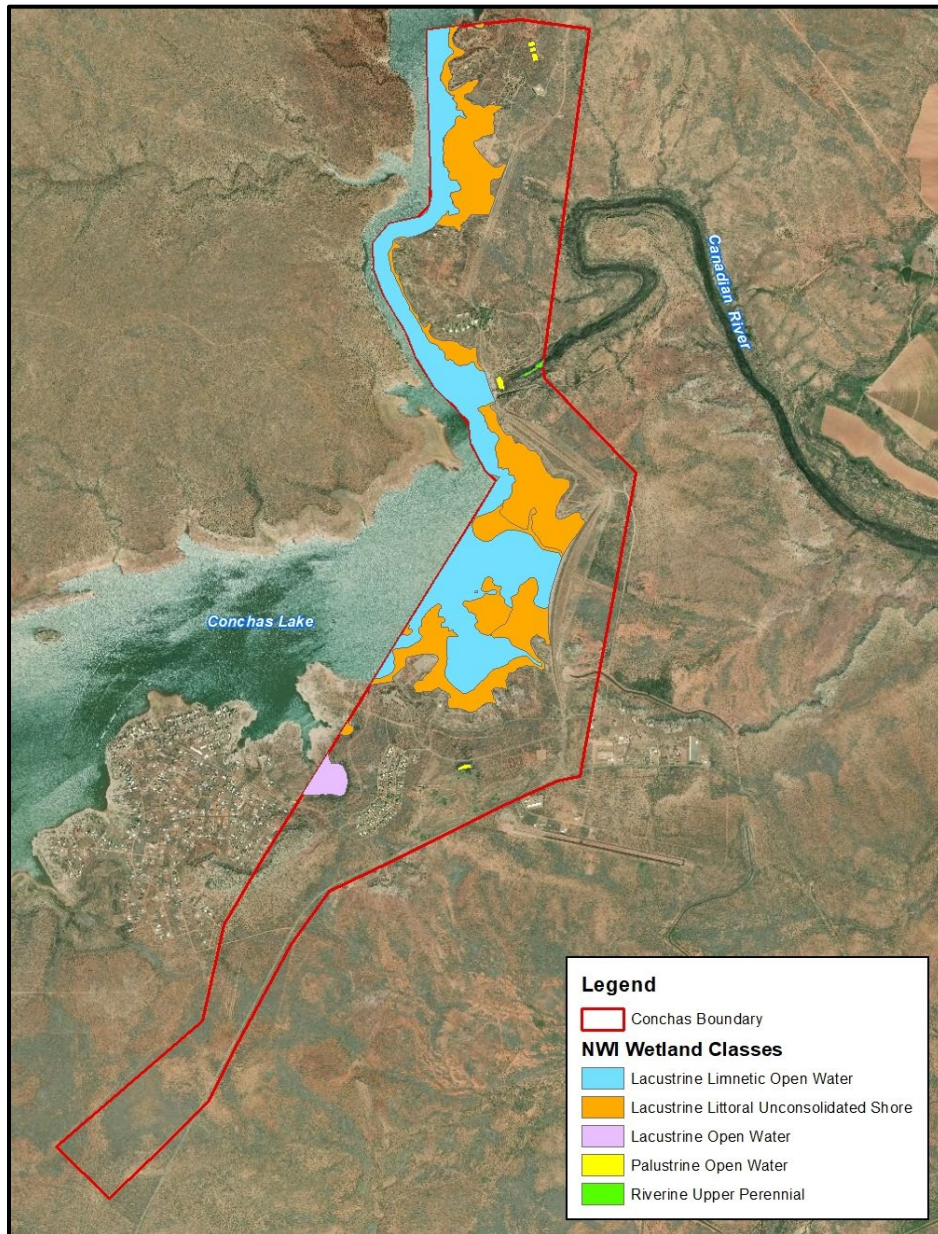 Canadian River
Conchas Lake
Legend
Conchas Boundary
NWI Wetland Classes
Lacustrine Limnetic Open Water
Lacustrine Littoral Unconsolidated Shore
Lacustrine Open Water
Palustrine Open Water
Riverine Upper Perennial